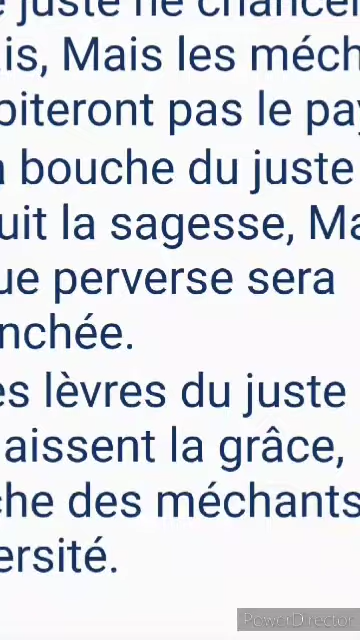 e juste ne chancel
is, Mais les méch
biteront pas le pay
a bouche du juste
uit la sagesse, Ma
ue perverse sera
nchée.
es lèvres du juste
aissent la grâce,
che des méchants
ersité.
PowerDirector